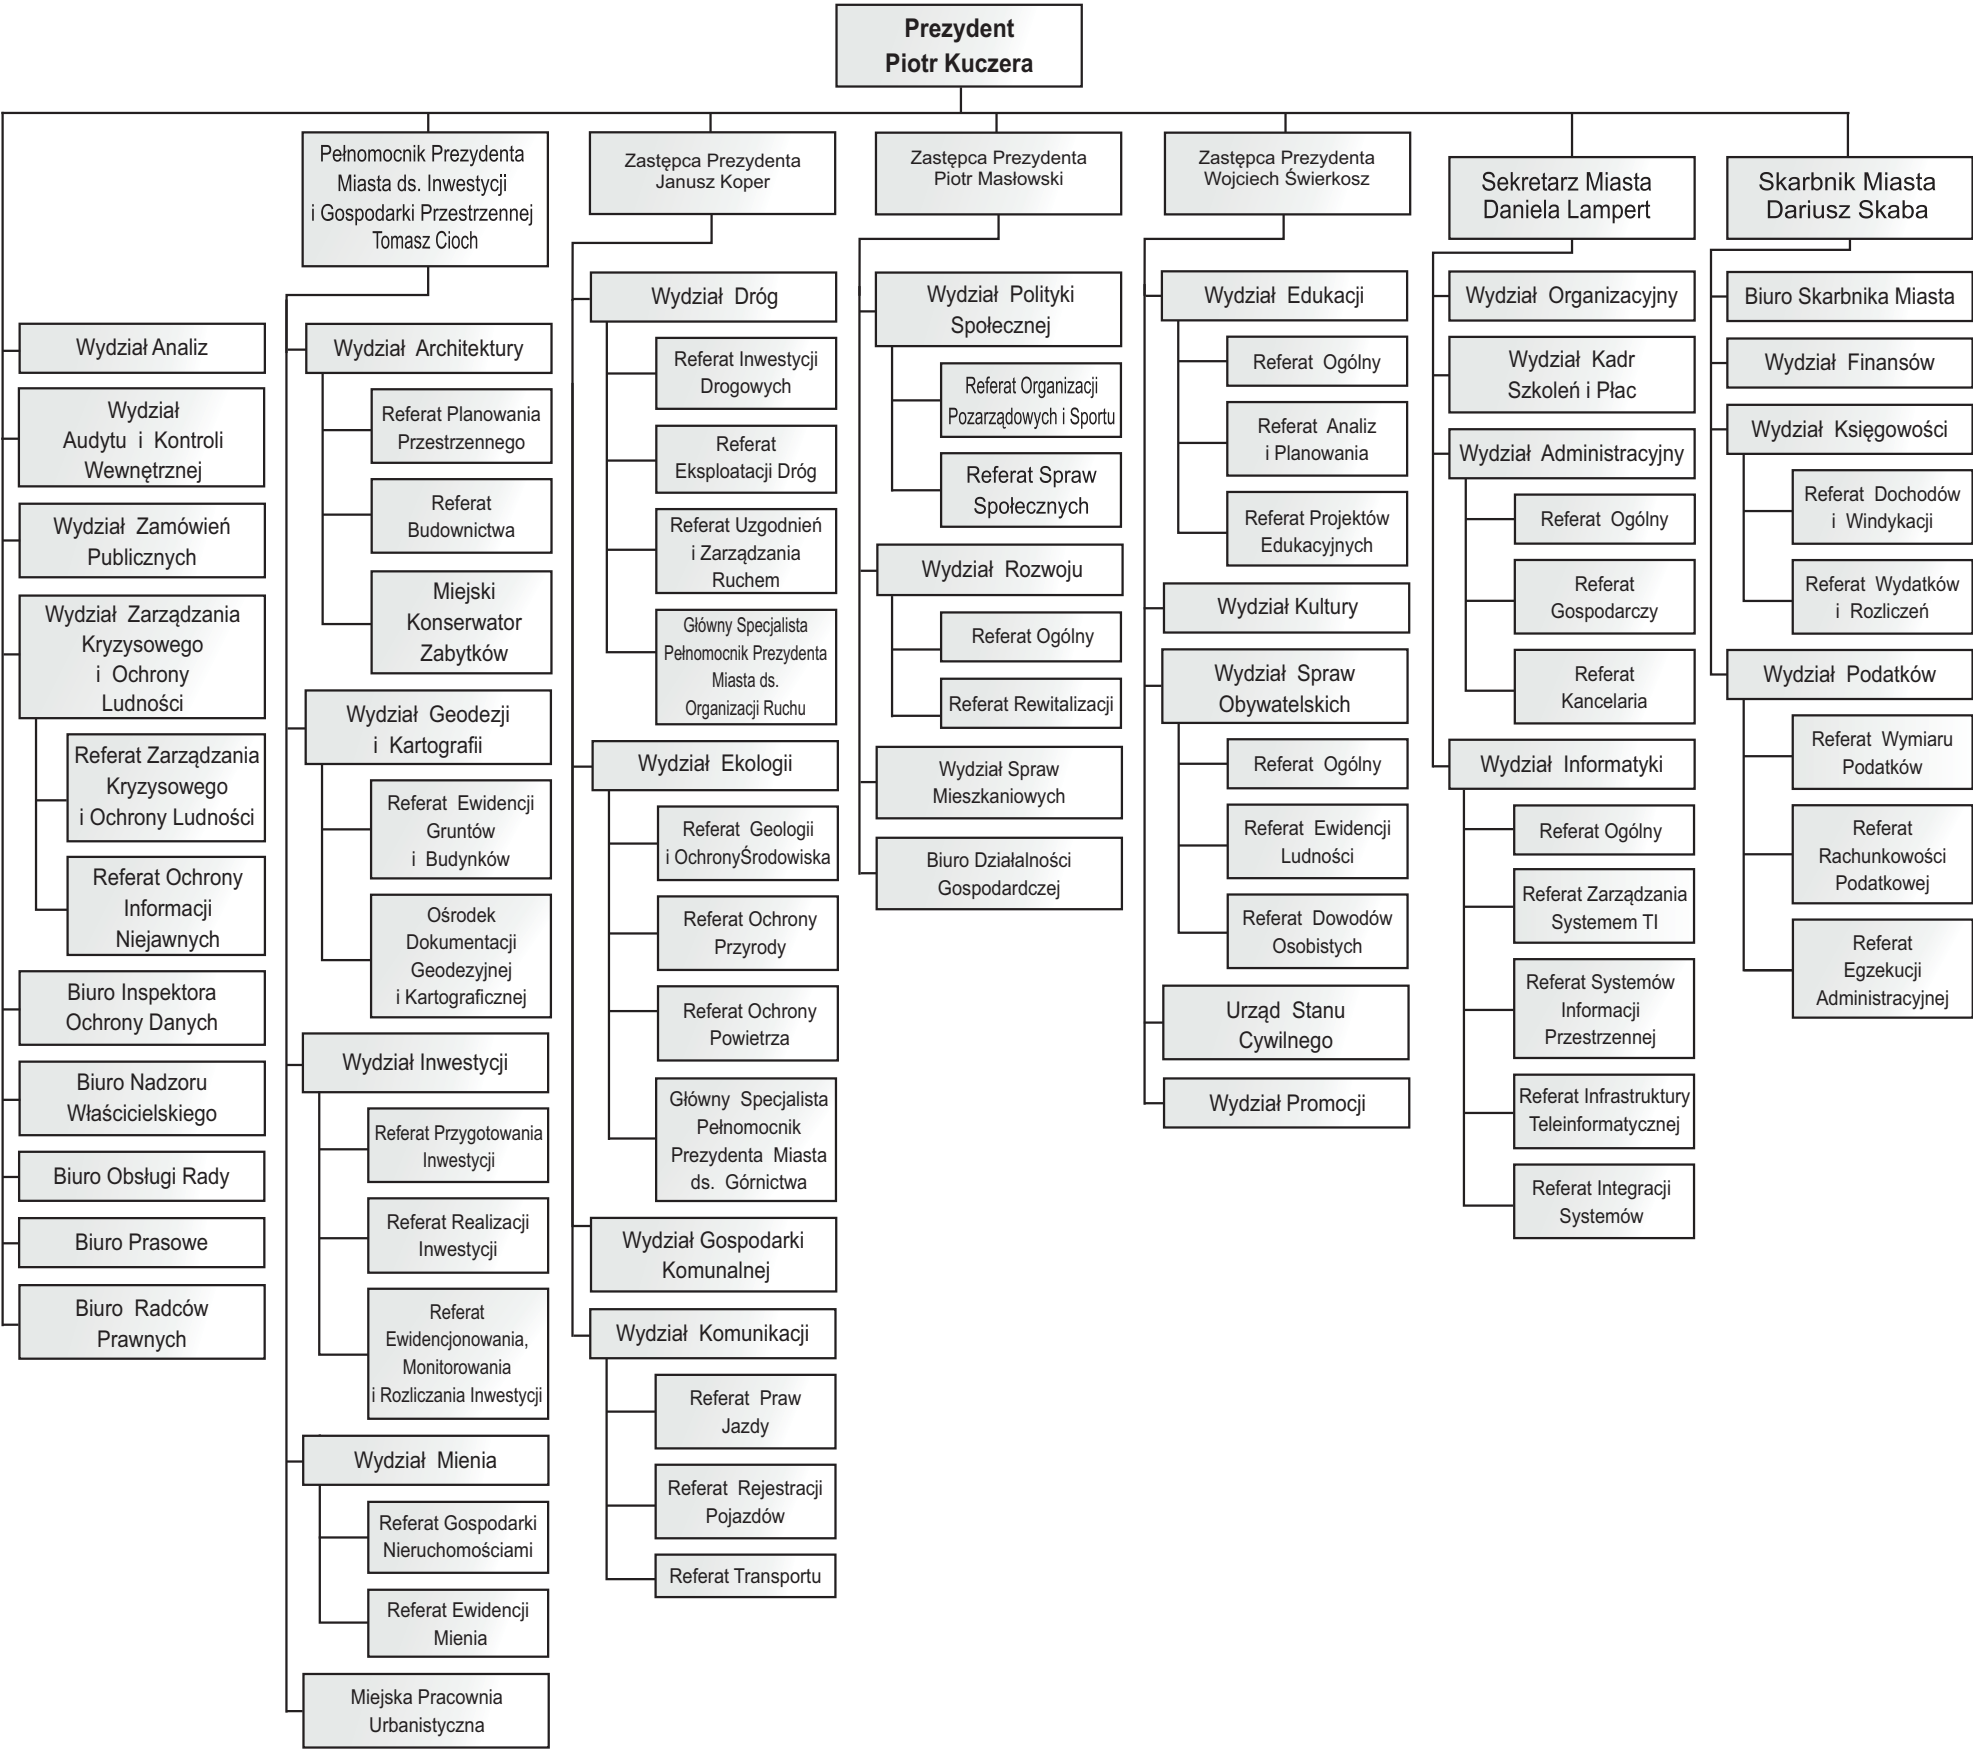 Prezydent
Piotr Kuczera
Wydział Analiz
Wydział
Audytu i Kontroli
Wewnętrznej
Wydział Zamówień
Publicznych
Wydział Zarządzania
Kryzysowego
i Ochrony
Ludności
Referat Zarządzania
Kryzysowego
i Ochrony Ludności
Referat Ochrony
Informacji
Niejawnych
Biuro Inspektora
Ochrony Danych
Biuro Nadzoru
Właścicielskiego
Biuro Obsługi Rady
Biuro Prasowe
Biuro Radców
Prawnych
Pełnomocnik Prezydenta
Miasta ds. Inwestycji
i Gospodarki Przestrzennej
Tomasz Cioch
Wydział Architektury
Referat Planowania
Przestrzennego
Referat
Budownictwa
Miejski
Konserwator
Zabytków
Wydział Geodezji
i Kartografii
Referat Ewidencji
Gruntów
i Budynków
Ośrodek
Dokumentacji
Geodezyjnej
i Kartograficznej
Wydział Inwestycji
Referat Przygotowania
Inwestycji
Referat Realizacji
Inwestycji
Referat
Ewidencjonowania,
Monitorowania
i Rozliczania Inwestycji
Wydział Mienia
Referat Gospodarki
Nieruchomościami
Referat Ewidencji
Mienia
Miejska Pracownia
Urbanistyczna
Zastępca Prezydenta
Janusz Koper
Wydział Dróg
Referat Inwestycji
Drogowych
Referat
Eksploatacji Dróg
Referat Uzgodnień
i Zarządzania
Ruchem
Główny Specjalista
Pełnomocnik Prezydenta
Miasta ds.
Organizacji Ruchu
Wydział Ekologii
Referat Geologii
i OchronyŚrodowiska
Referat Ochrony
Przyrody
Referat Ochrony
Powietrza
Główny Specjalista
Pełnomocnik
Prezydenta Miasta
ds. Górnictwa
Wydział Gospodarki
Komunalnej
Wydział Komunikacji
Referat Praw
Jazdy
Referat Rejestracji
Pojazdów
Referat Transportu
Zastępca Prezydenta
Piotr Masłowski
Wydział Polityki
Społecznej
Referat Organizacji
Pozarządowych i Sportu
Referat Spraw
Społecznych
Wydział Rozwoju
Referat Ogólny
Referat Rewitalizacji
Wydział Spraw
Mieszkaniowych
Biuro Działalności
Gospodardczej
Zastępca Prezydenta
Wojciech Świerkosz
Wydział Edukacji
Referat Ogólny
Referat Analiz
i Planowania
Referat Projektów
Edukacyjnych
Wydział Kultury
Wydział Spraw
Obywatelskich
Referat Ogólny
Referat Ewidencji
Ludności
Referat Dowodów
Osobistych
Urząd Stanu
Cywilnego
Wydział Promocji
Sekretarz Miasta
Daniela Lampert
Wydział Organizacyjny
Wydział Kadr
Szkoleń i Płac
Wydział Administracyjny
Referat Ogólny
Referat
Gospodarczy
Referat
Kancelaria
Wydział Informatyki
Referat Ogólny
Referat Zarządzania
Systemem TI
Referat Systemów
Informacji
Przestrzennej
Referat Infrastruktury
Teleinformatycznej
Referat Integracji
Systemów
Skarbnik Miasta
Dariusz Skaba
Biuro Skarbnika Miasta
Wydział Finansów
Wydział Księgowości
Referat Dochodów
i Windykacji
Referat Wydatków
i Rozliczeń
Wydział Podatków
Referat Wymiaru
Podatków
Referat
Rachunkowości
Podatkowej
Referat
Egzekucji
Administracyjnej